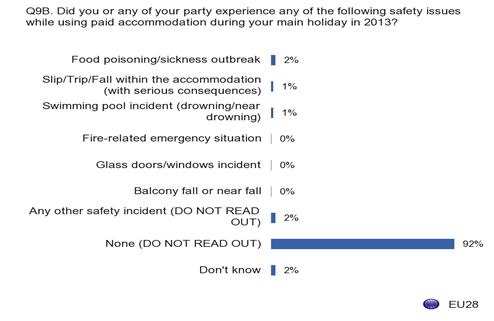 Q9B. Did you or any of your party experience any of the following safety issues
while using paid accommodation during your main holiday in 2013?
Food poisoning/sickness outbreak 2%
Slip/Trip/Fall within the accommodation
(with serious consequences) 1%
Swimming pool incident (drowning/near
drowning) 1%
Fire-related emergency situation 0%
Glass doors/windows incident 0%
Balcony fall or near fall 0%
Any other safety incident (DO NOT READ
OUT) 2%
None (DO NOT READ OUT) 92%
Don't know 2%
EU28